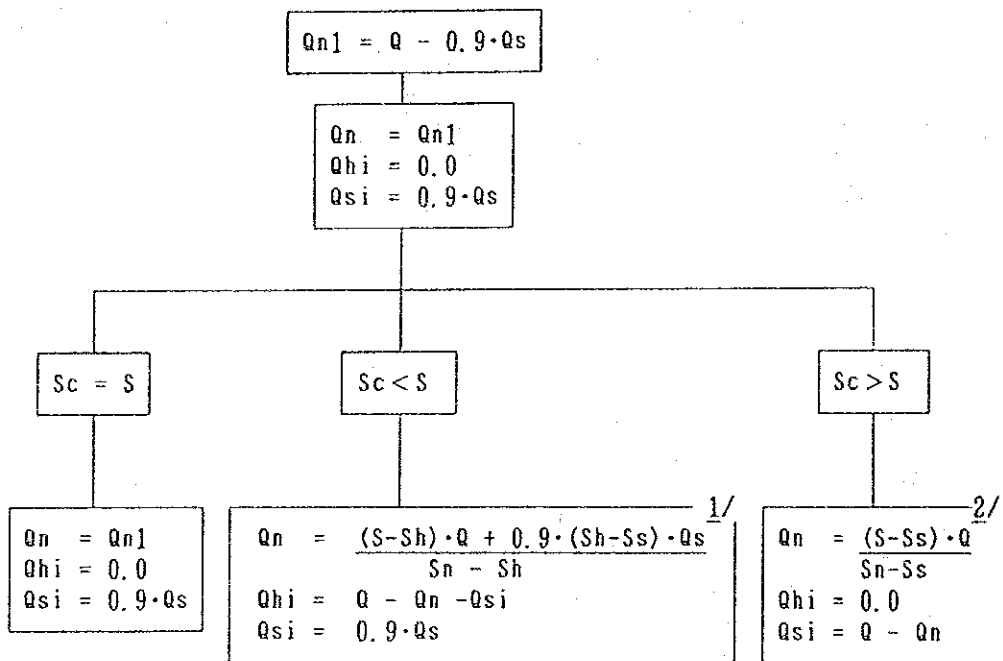 Qn1 = Q - 0.9·Qs
Qn = Qn1
Qhi = 0.0
Qsi = 0.9·Qs
Sc = S
Sc < S
Sc > S
Qn = Qn1
Qhi = 0.0
Qsi = 0.9·Qs
1/
Qn = (S-Sh)·Q + 0.9·(Sh-Ss)·Qs
Sn - Sh
Qhi = Q - Qn -Qsi
Qsi = 0.9·Qs
2/
Qn = (S-Ss)·Q
Sn-Ss
Qhi = 0.0
Qsi = Q - Qn